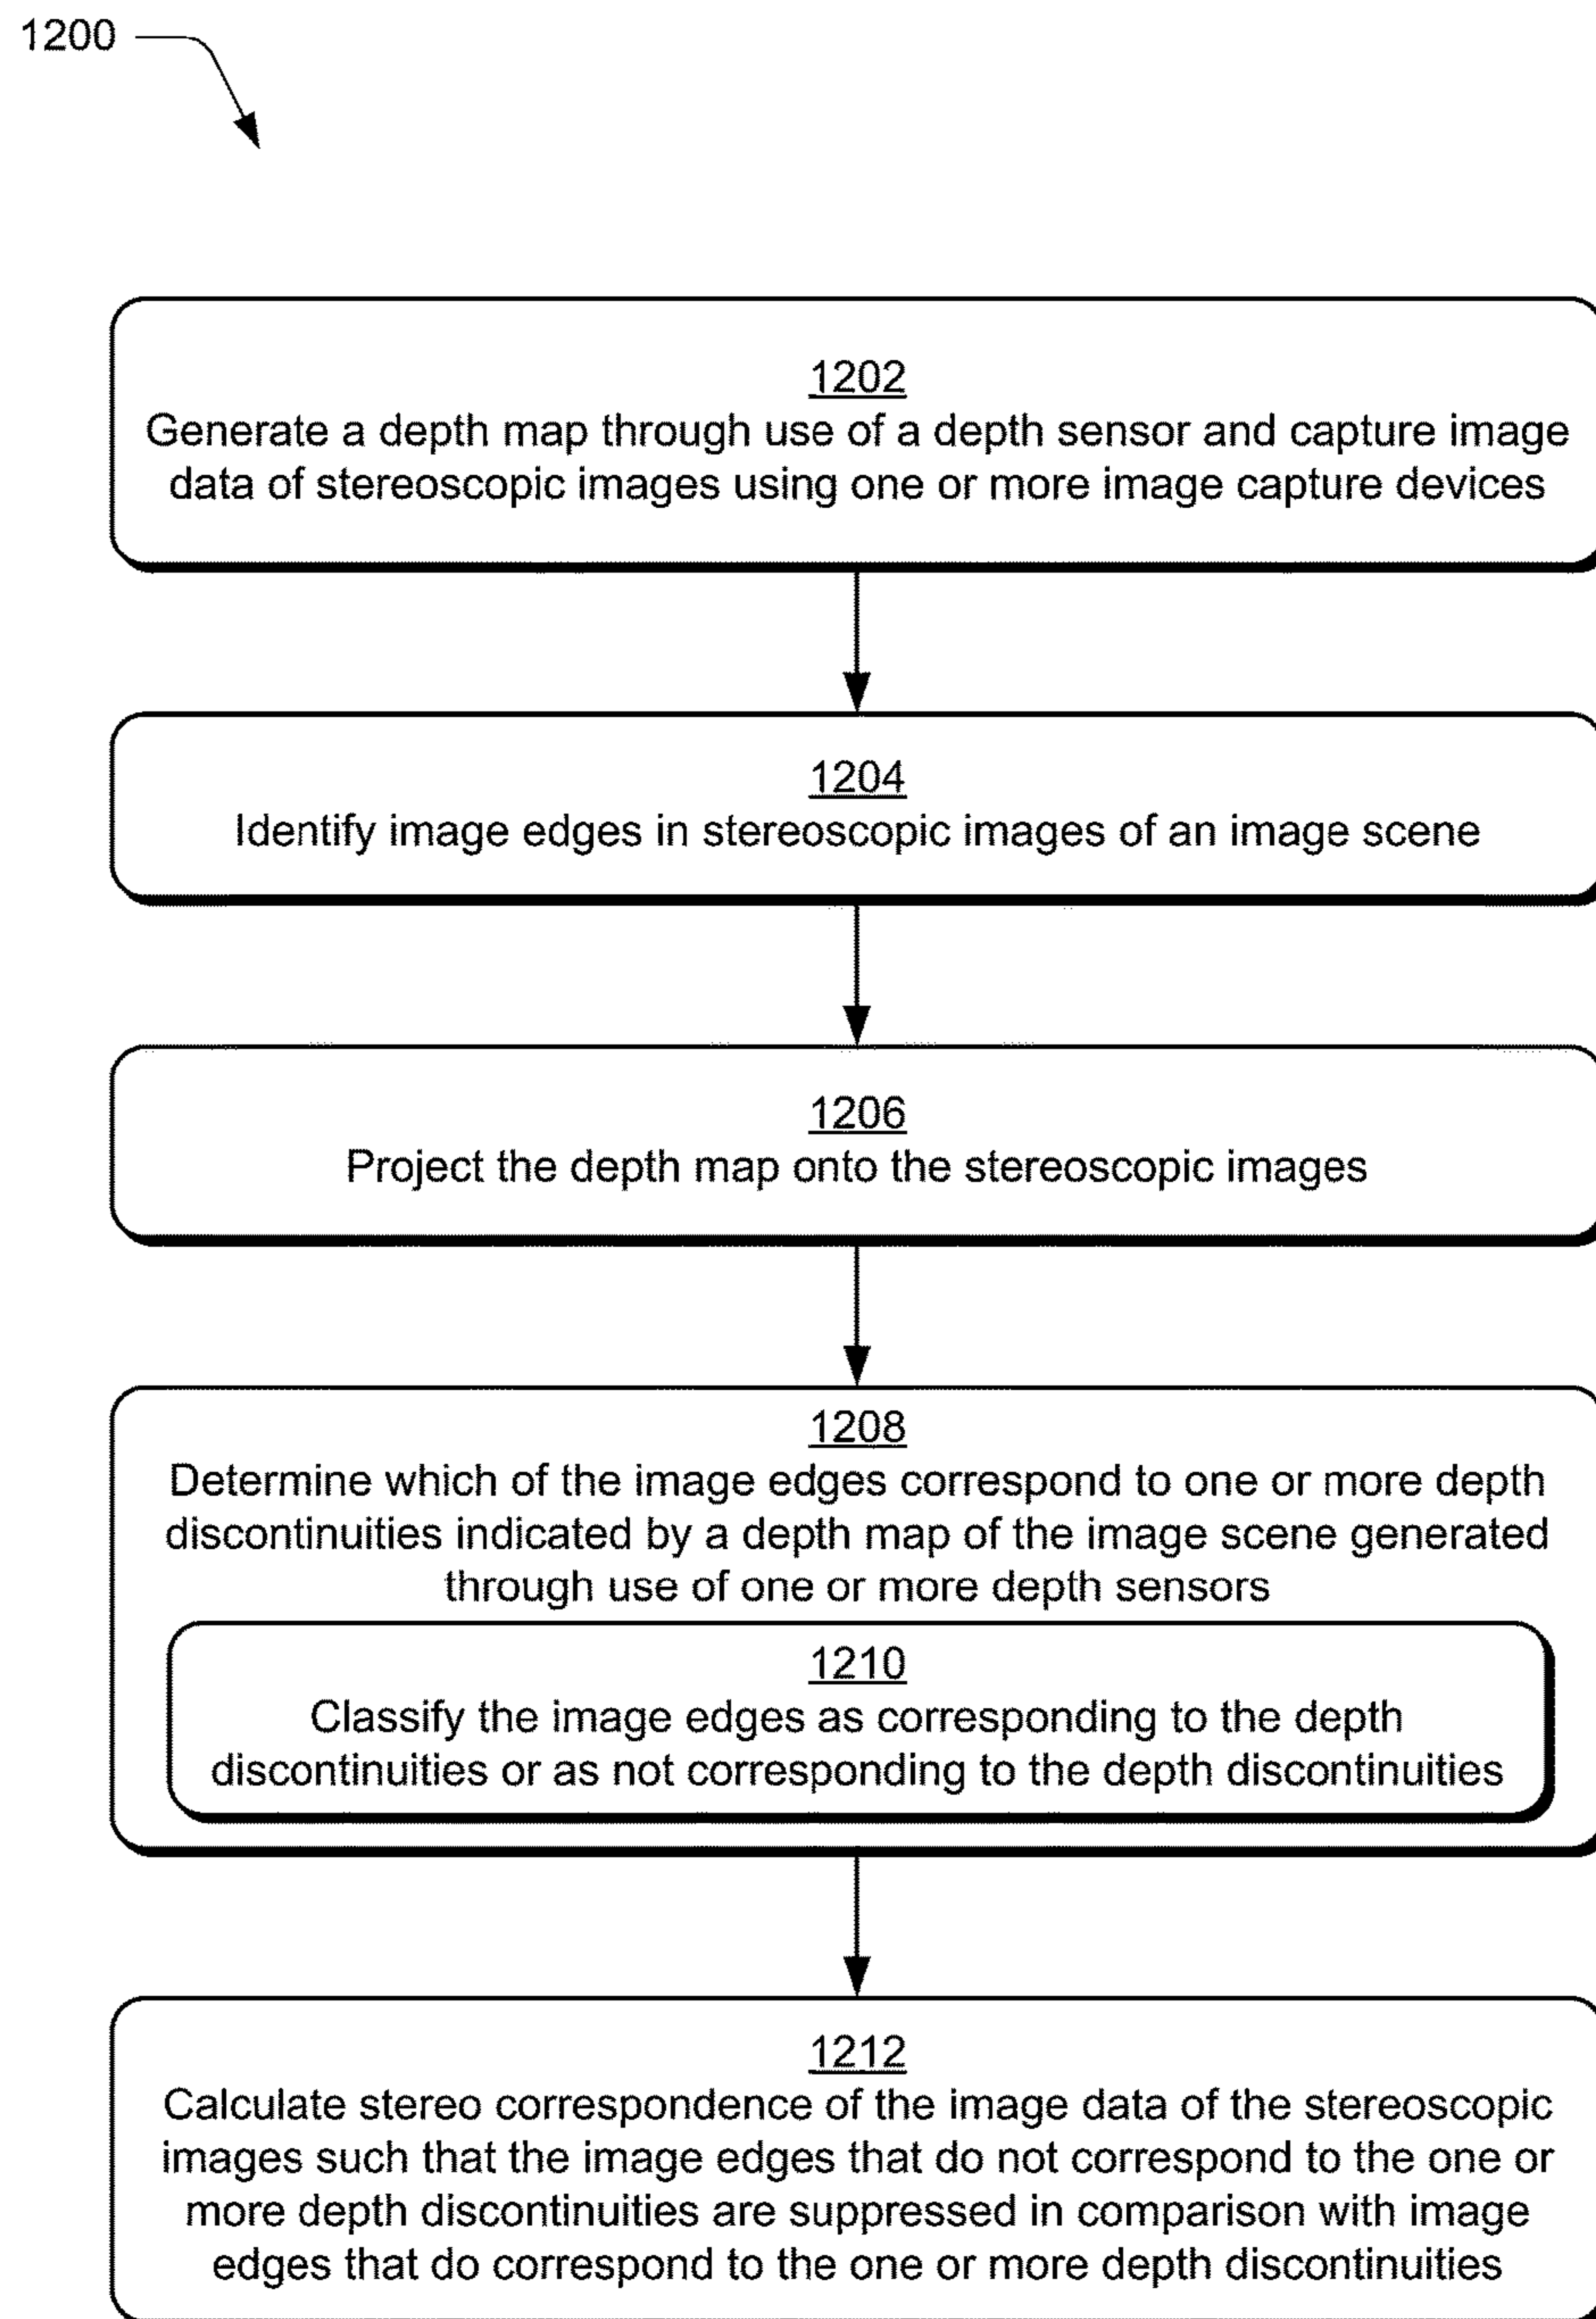 1200
1202
Generate a depth map through use of a depth sensor and capture image
data of stereoscopic images using one or more image capture devices
1204
Identify image edges in stereoscopic images of an image scene
1206
Project the depth map onto the stereoscopic images
1208
Determine which of the image edges correspond to one or more depth
discontinuities indicated by a depth map of the image scene generated
through use of one or more depth sensors
1210
Classify the image edges as corresponding to the depth
discontinuities or as not corresponding to the depth discontinuities
1212
Calculate stereo correspondence of the image data of the stereoscopic
images such that the image edges that do not correspond to the one or
more depth discontinuities are suppressed in comparison with image
edges that do correspond to the one or more depth discontinuities